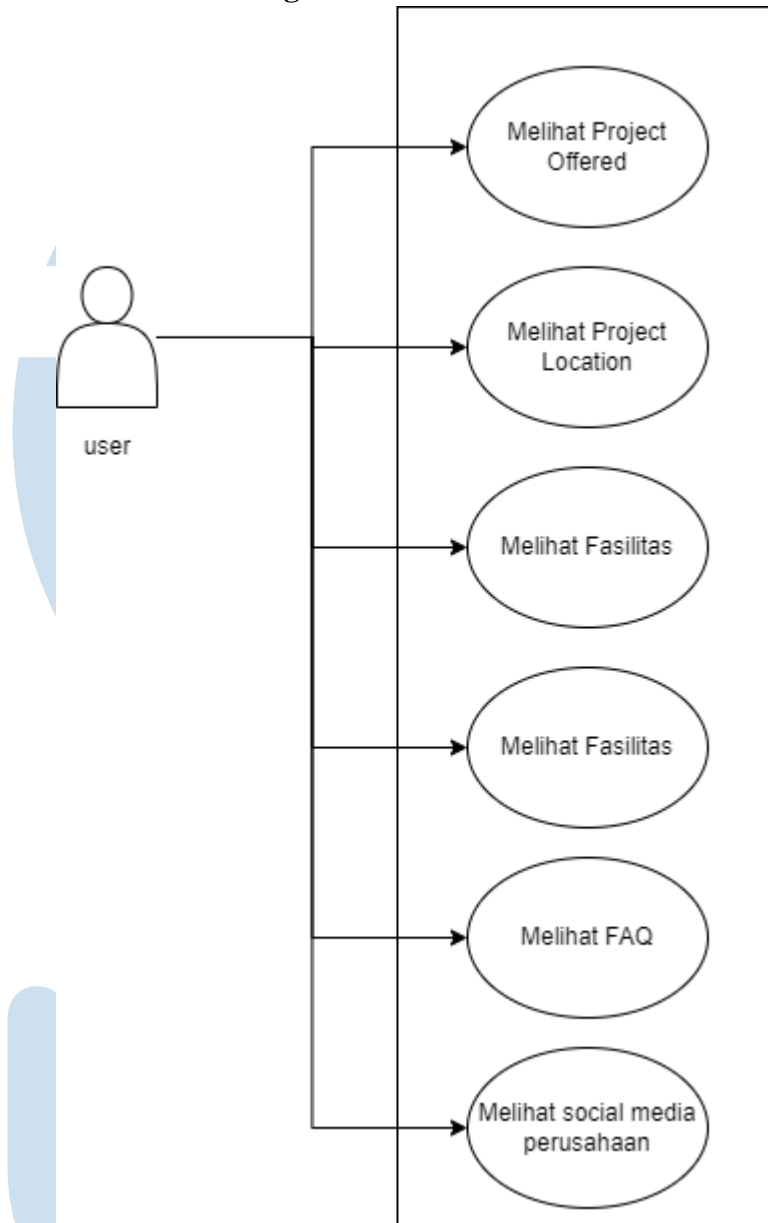 Melihat Project
Offered
Melihat Project
Location
user
Melihat Fasilitas
Melihat Fasilitas
Melihat FAQ
Melihat social media
perusahaan